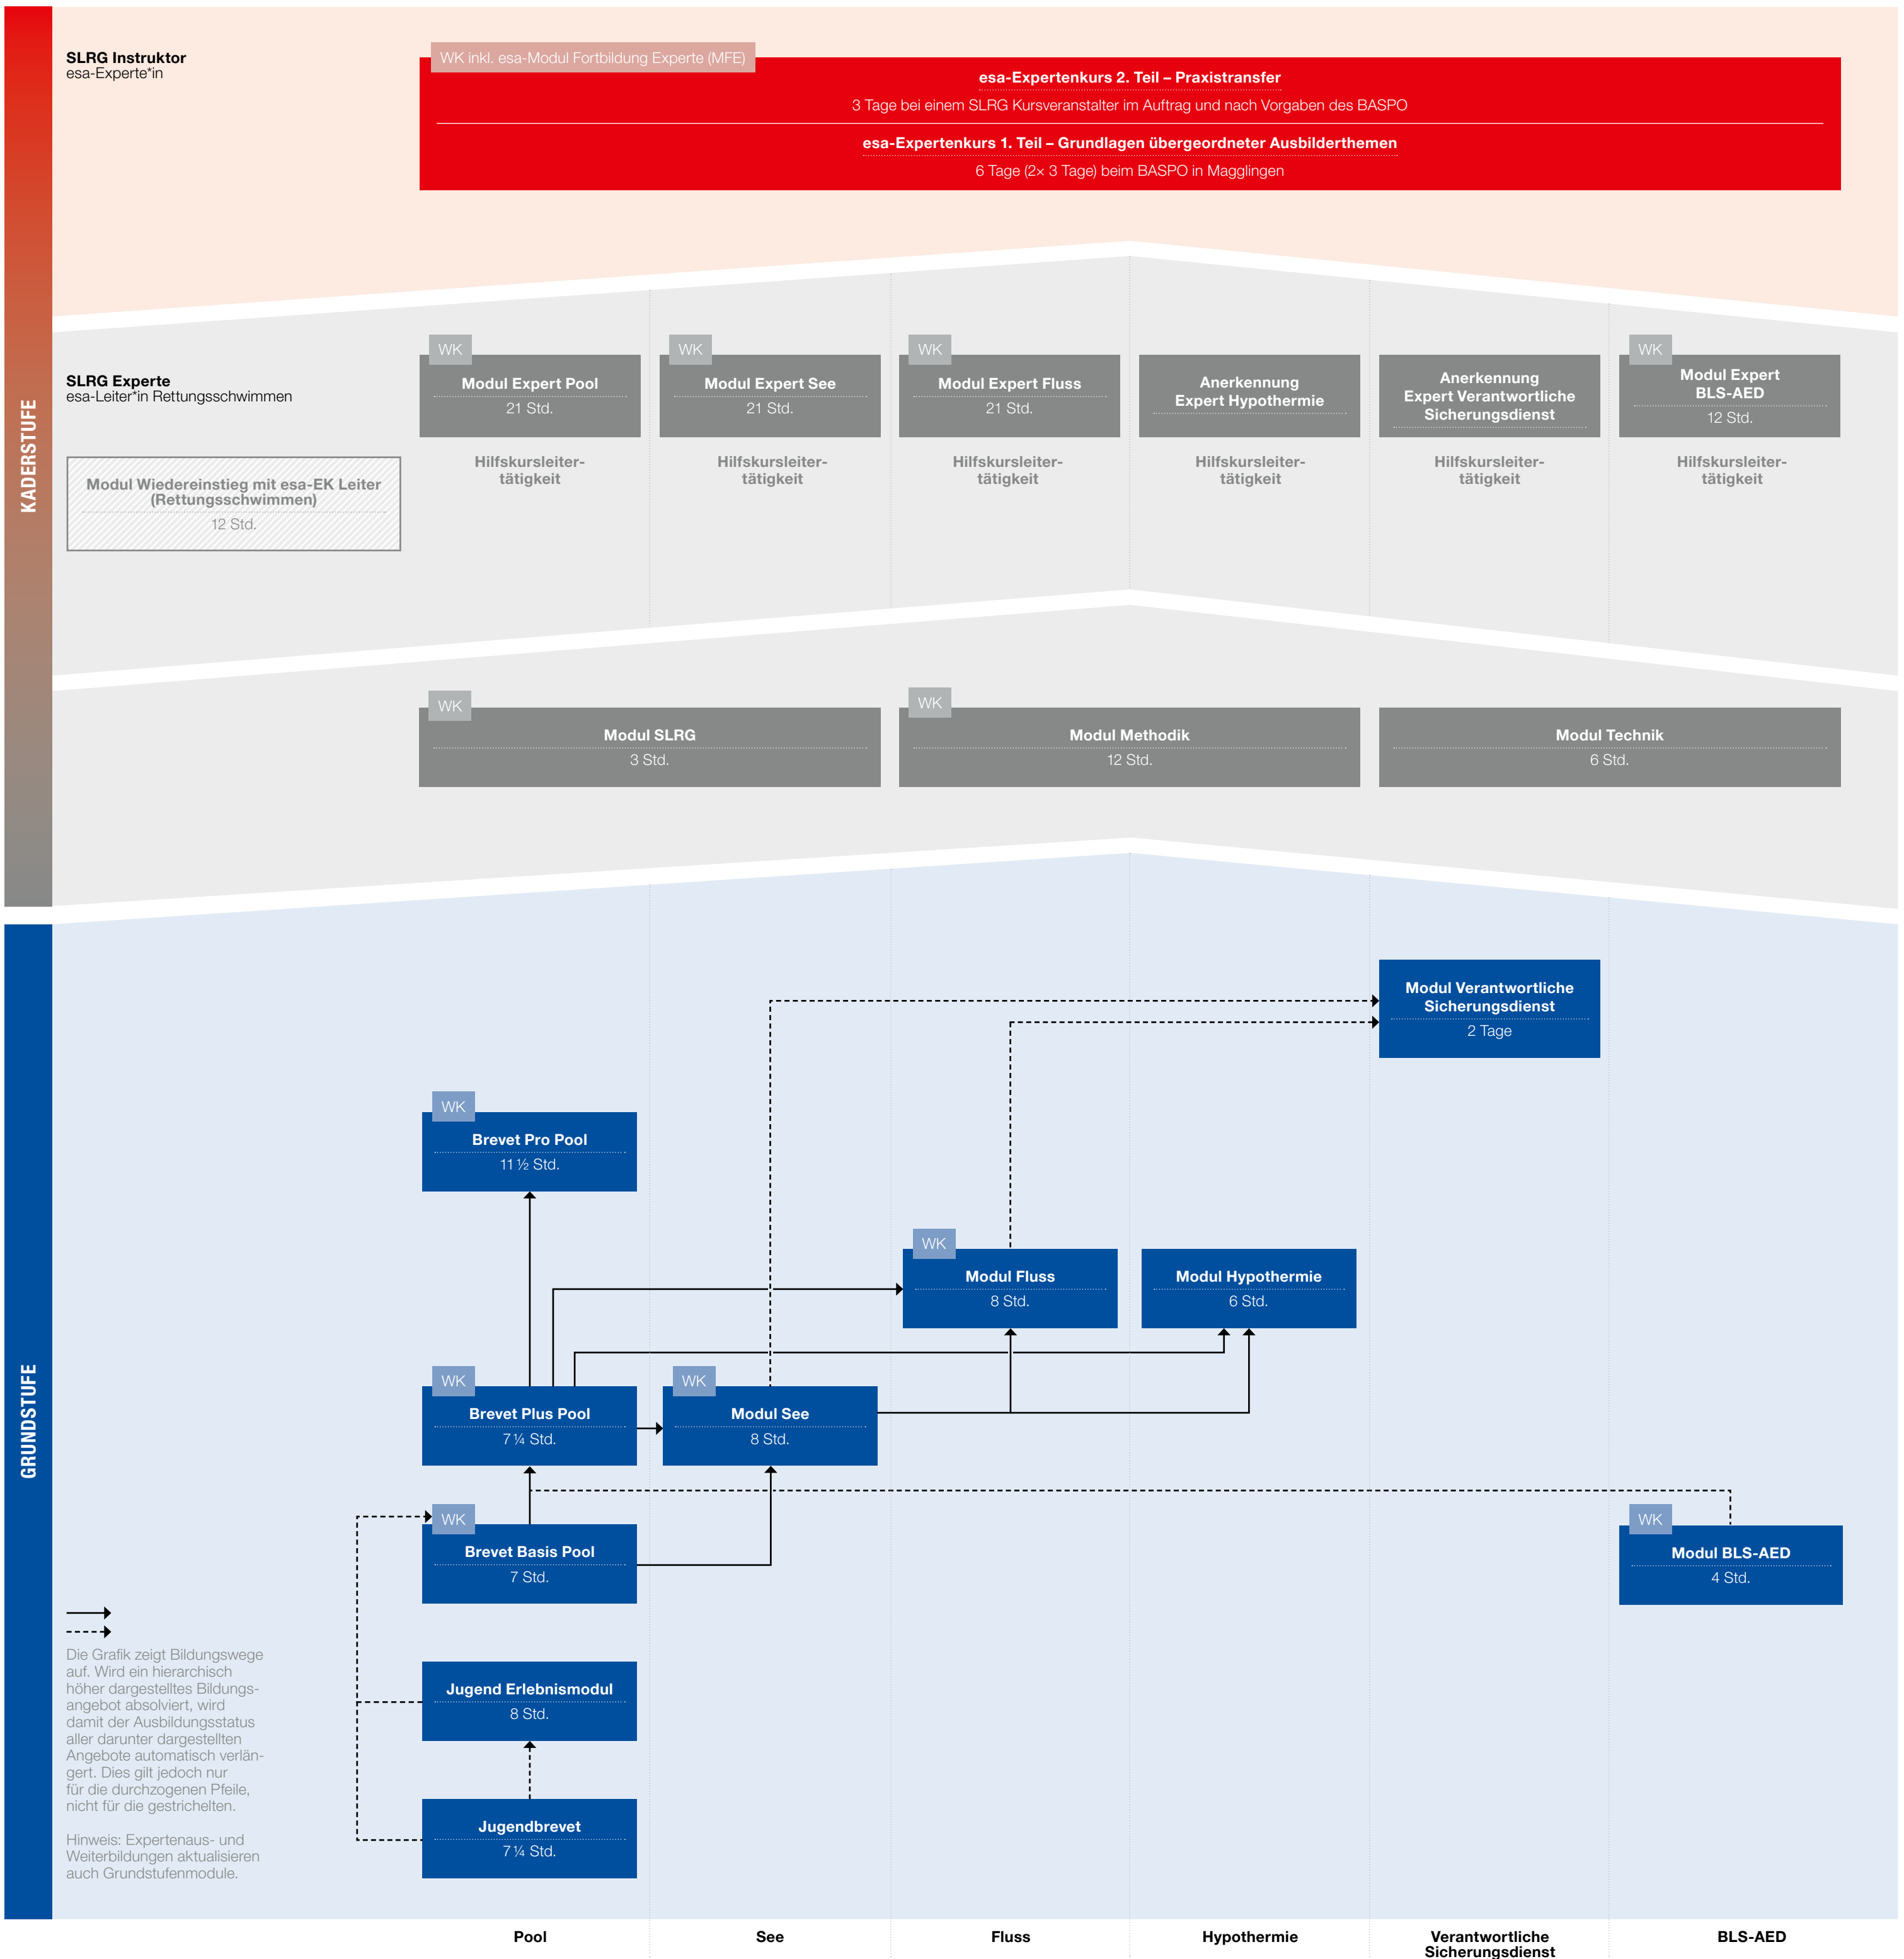 KADERSTUFE
SLRG Instruktor
esa-Experte*in
WK inkl. esa-Modul Fortbildung Experte (MFE)
esa-Expertenkurs 2. Teil – Praxistransfer
3 Tage bei einem SLRG Kursveranstalter im Auftrag und nach Vorgaben des BASPO
esa-Expertenkurs 1. Teil – Grundlagen übergeordneter Ausbilderthemen
6 Tage (2× 3 Tage) beim BASPO in Magglingen
SLRG Experte
esa-Leiter*in Rettungsschwimmen
Modul Wiedereinstieg mit esa-EK Leiter
(Rettungsschwimmen)
12 Std.
WK
Modul Expert Pool
21 Std.
Hilfskursleiter-
tätigkeit
WK
Modul Expert See
21 Std.
Hilfskursleiter-
tätigkeit
WK
Modul Expert Fluss
21 Std.
Hilfskursleiter-
tätigkeit
Anerkennung
Expert Hypothermie
Hilfskursleiter-
tätigkeit
Anerkennung
Expert Verantwortliche
Sicherungsdienst
Hilfskursleiter-
tätigkeit
WK
Modul Expert
BLS-AED
12 Std.
Hilfskursleiter-
tätigkeit
WK
Modul SLRG
3 Std.
WK
Modul Methodik
12 Std.
Modul Technik
6 Std.
GRUNDSTUFE
Modul Verantwortliche
Sicherungsdienst
2 Tage
WK
Brevet Pro Pool
11 ½ Std.
WK
Modul Fluss
8 Std.
Modul Hypothermie
6 Std.
WK
Brevet Plus Pool
7 ¼ Std.
WK
Modul See
8 Std.
WK
Brevet Basis Pool
7 Std.
WK
Modul BLS-AED
4 Std.
Jugend Erlebnismodul
8 Std.
Jugendbrevet
7 ¼ Std.
Die Grafik zeigt Bildungswege
auf. Wird ein hierarchisch
höher dargestelltes Bildungs-
angebot absolviert, wird
damit der Ausbildungsstatus
aller darunter dargestellten
Angebote automatisch verlän-
gert. Dies gilt jedoch nur
für die durchzogenen Pfeile,
nicht für die gestrichelten.
Hinweis: Expertenaus- und
Weiterbildungen aktualisieren
auch Grundstufenmodule.
Pool
See
Fluss
Hypothermie
Verantwortliche
Sicherungsdienst
BLS-AED